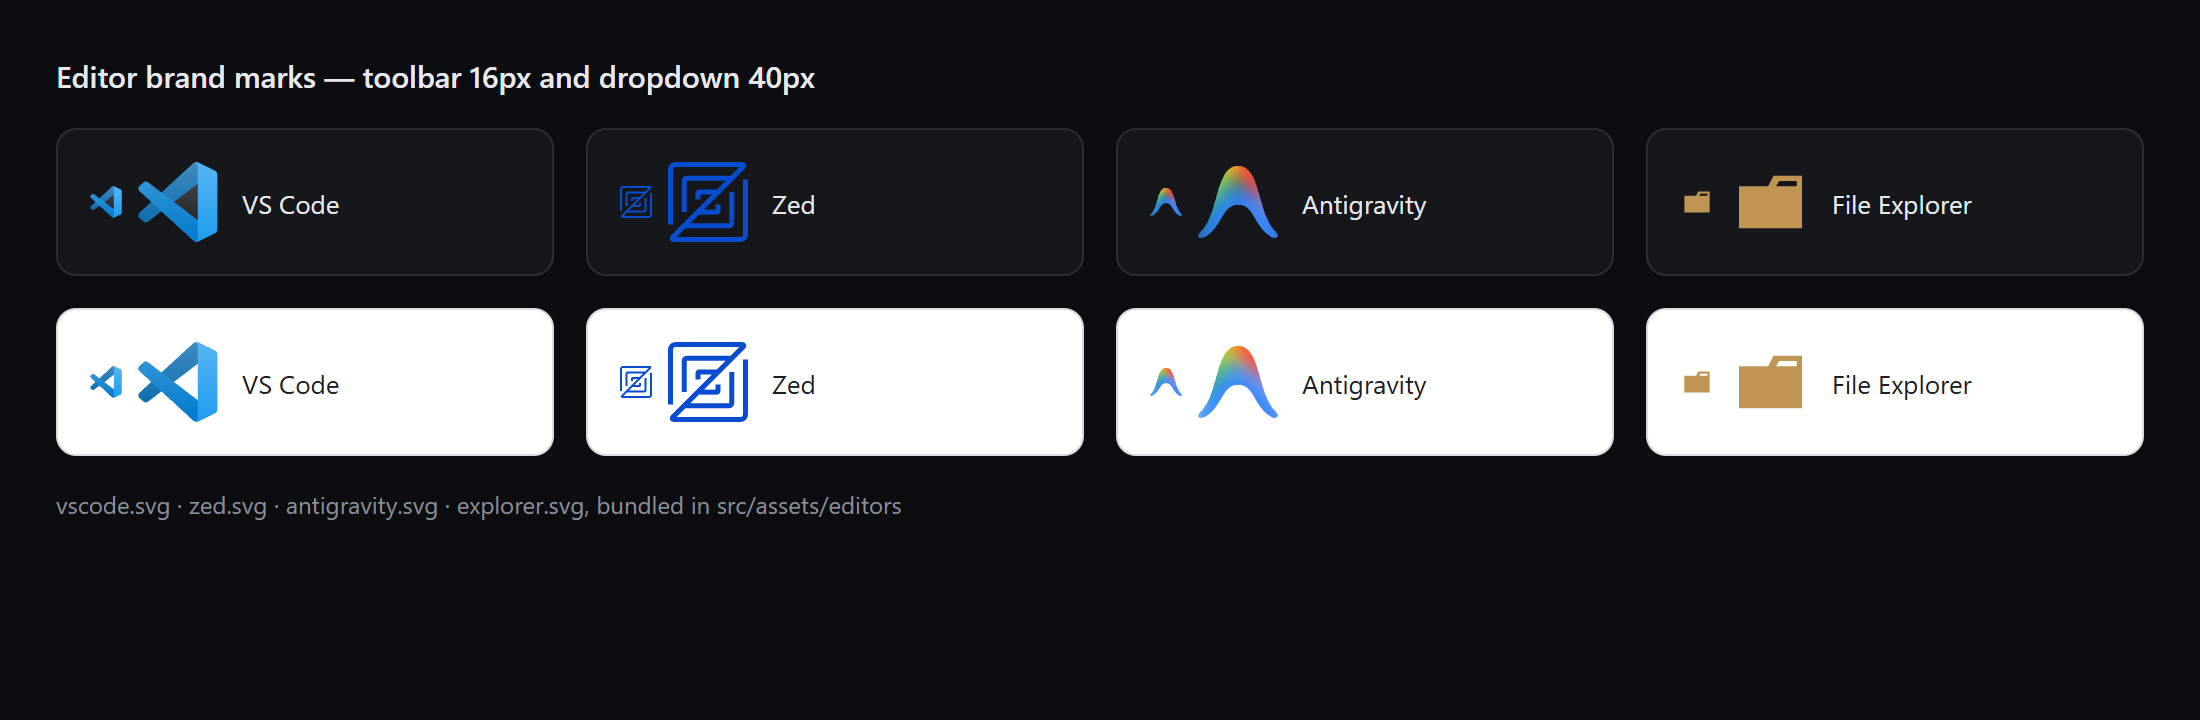 Editor brand marks — toolbar 16px and dropdown 40px
VS Code
Zed
Antigravity
File Explorer
VS Code
Zed
Antigravity
File Explorer
vscode.svg · zed.svg · antigravity.svg · explorer.svg, bundled in src/assets/editors